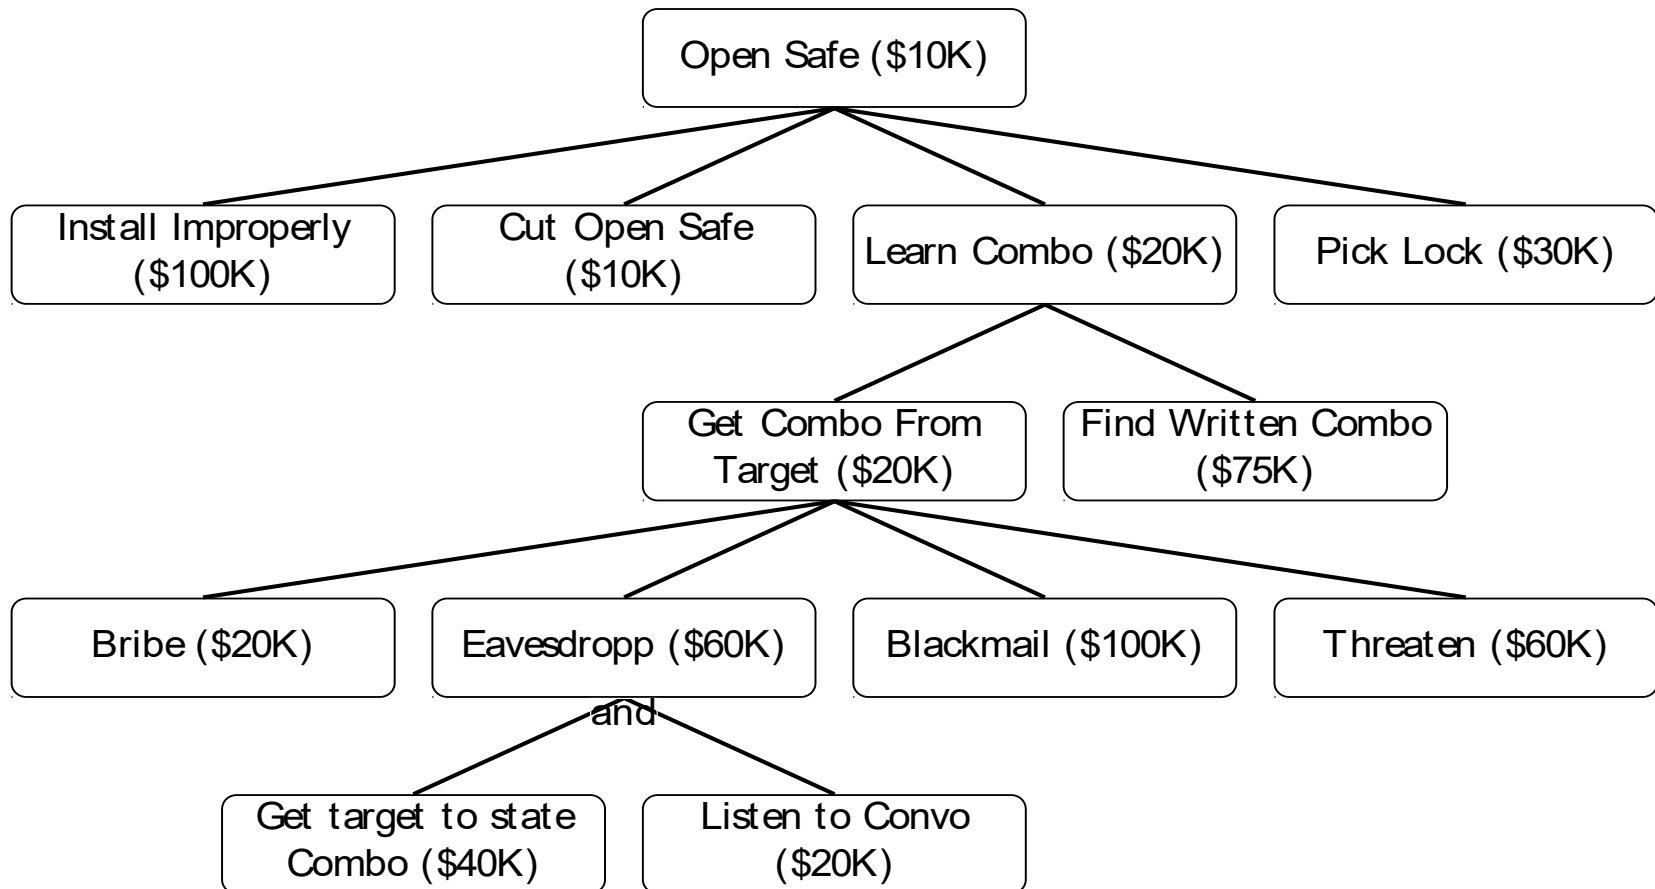 Open Safe ($10K)
Install Improperly
($100K)
Cut Open Safe
($10K)
Learn Combo ($20K)
Pick Lock ($30K)
Get Combo From
Target ($20K)
Find Written Combo
($75K)
Bribe ($20K)
Eavesdropp ($60K)
Blackmail ($100K)
Threaten ($60K)
and
Get target to state
Combo ($40K)
Listen to Convo
($20K)